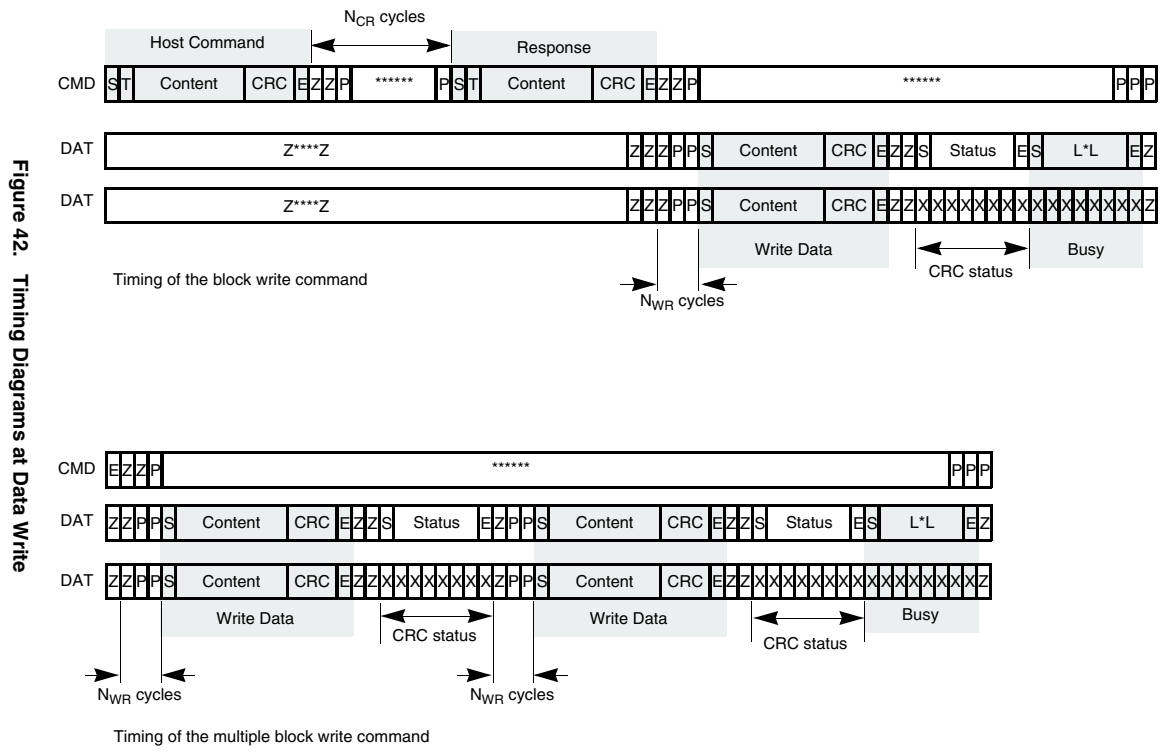 N_CR cycles
Host Command Response
CMD S T Content CRC E Z Z P ****** P S T Content CRC E Z Z P ****** P P P
DAT Z****Z Z Z Z P P S Content CRC E Z Z S Status E S L*L E Z
DAT Z****Z Z Z Z P P S Content CRC E Z Z X X X X X X X X X X X X X X X X Z
Write Data CRC status Busy
Timing of the block write command
N_WR cycles
CMD E Z Z P ****** P P P
DAT Z Z P P S Content CRC E Z Z S Status E Z P P S Content CRC E Z Z S Status E S L*L E Z
DAT Z Z P P S Content CRC E Z Z X X X X X X X X Z P P S Content CRC E Z Z X X X X X X X X X X X X X X X X Z
Write Data CRC status Write Data CRC status Busy
N_WR cycles N_WR cycles
Timing of the multiple block write command
Figure 42. Timing Diagrams at Data Write